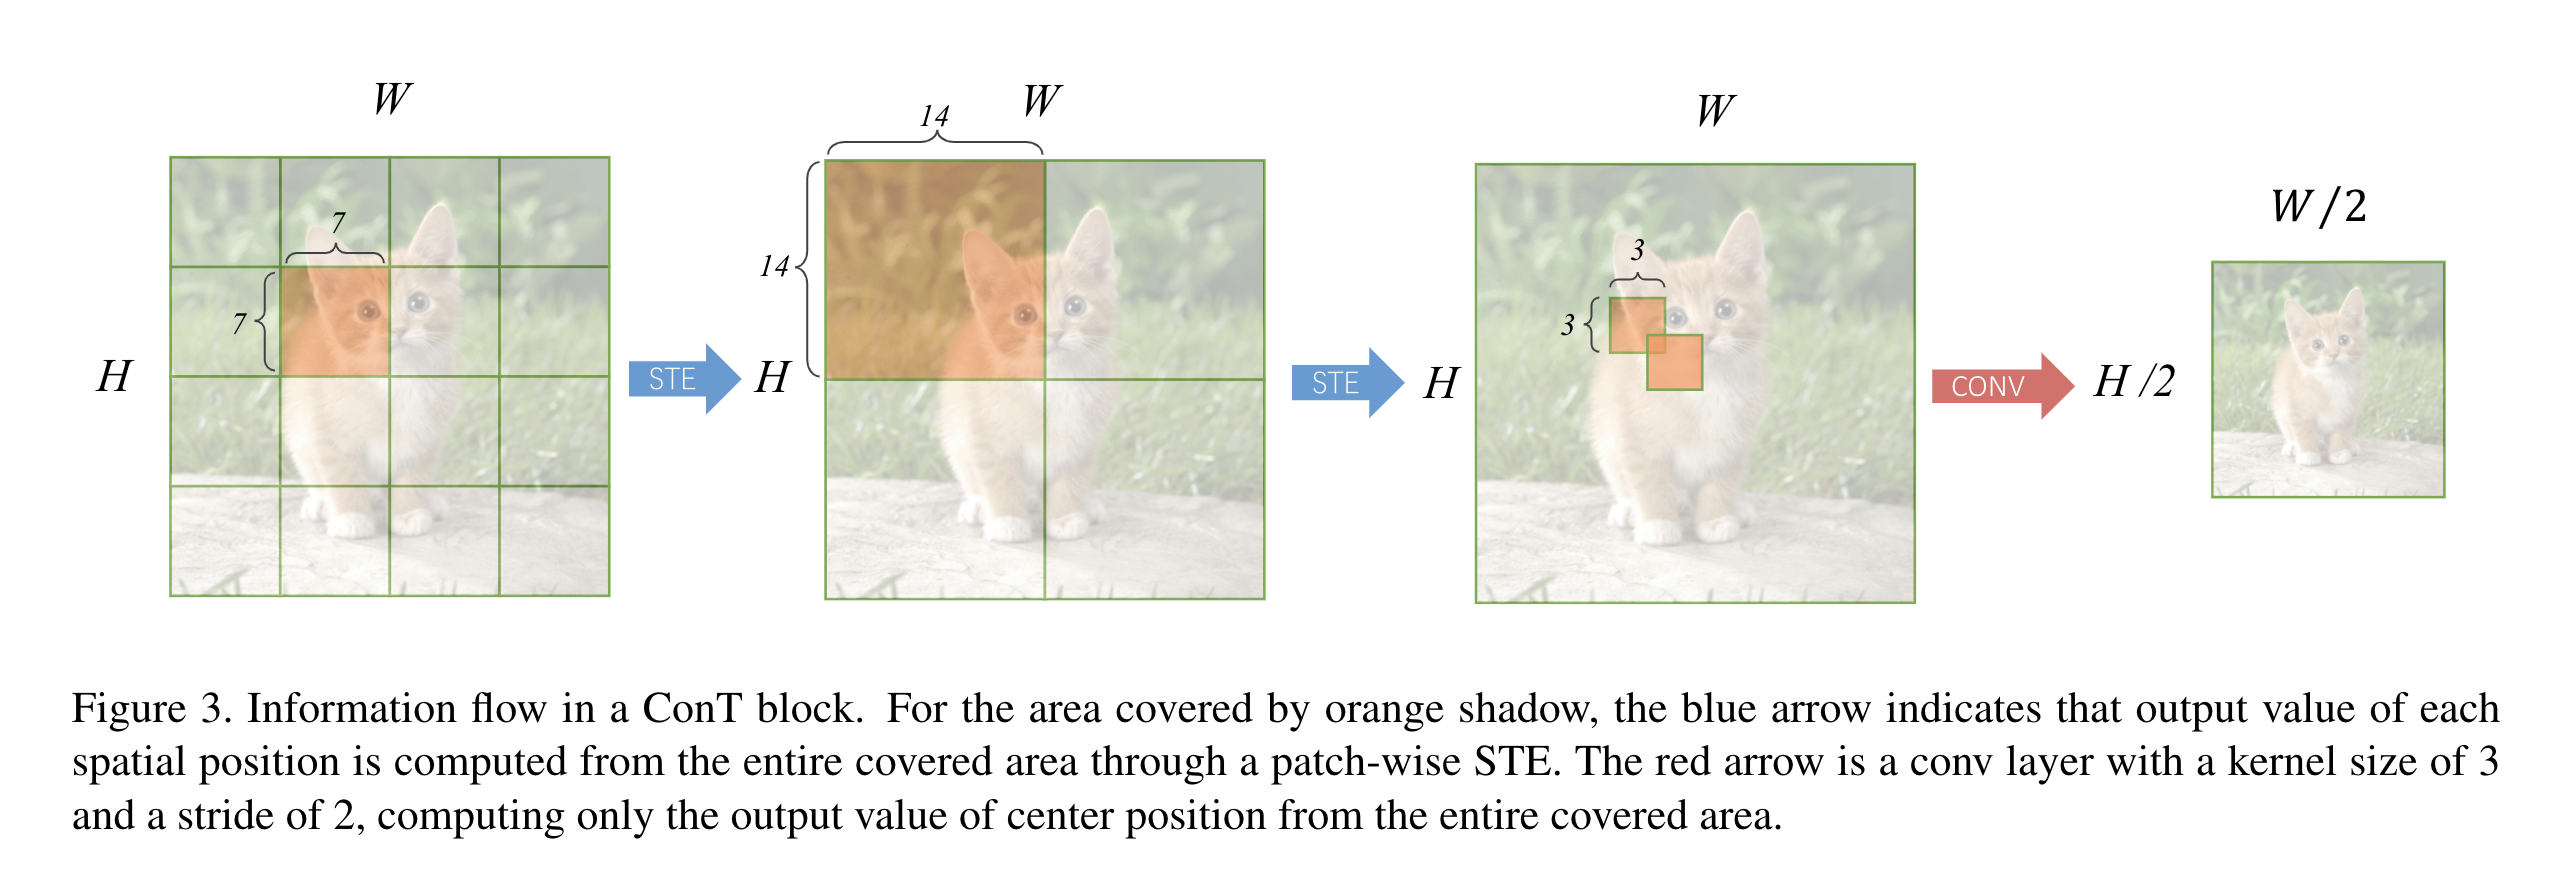 W
14
W
W
W/2
7
7
14
3
3
H
STE
H
STE
H
CONV
H /2
Figure 3. Information flow in a ConT block. For the area covered by orange shadow, the blue arrow indicates that output value of each
spatial position is computed from the entire covered area through a patch-wise STE. The red arrow is a conv layer with a kernel size of 3
and a stride of 2, computing only the output value of center position from the entire covered area.